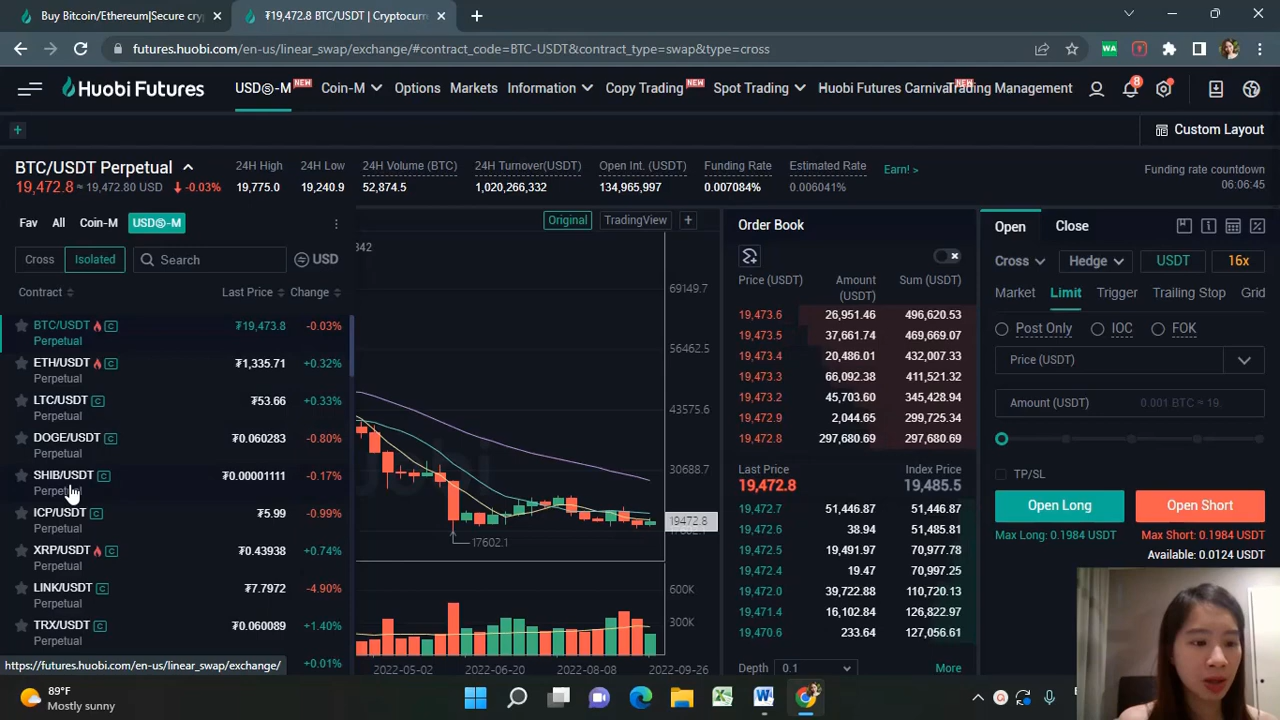 Buy Bitcoin/Ethereum|Secure cry
₮19,472.8 BTC/USDT | Cryptocurr
futures.huobi.com/en-us/linear_swap/exchange/#contract_code=BTC-USDT&contract_type=swap&type=cross
WA
Huobi Futures
USDⓢ-M NEW
Coin-M
Options
Markets
Information
Copy Trading NEW
Spot Trading
Huobi Futures Carnival NEW
Trading Management
8
Custom Layout
BTC/USDT Perpetual
24H High
24H Low
24H Volume (BTC)
24H Turnover(USDT)
Open Int. (USDT)
Funding Rate
Estimated Rate
Earn! >
Funding rate countdown
19,472.8 ≈ 19,472.80 USD
-0.03%
19,775.0
19,240.9
52,874.5
1,020,266,332
134,965,997
0.007084%
0.006041%
06:06:45
Fav
All
Coin-M
USDⓢ-M
Cross
Isolated
Search
USD
Contract
Last Price
Change
BTC/USDT C ₮19,473.8 -0.03%
Perpetual
ETH/USDT C ₮1,335.71 +0.32%
Perpetual
LTC/USDT C ₮53.66 +0.33%
Perpetual
DOGE/USDT C ₮0.060283 -0.80%
Perpetual
SHIB/USDT C ₮0.00001111 -0.17%
Perpetual
ICP/USDT C ₮5.99 -0.99%
Perpetual
XRP/USDT C ₮0.43938 +0.74%
Perpetual
LINK/USDT C ₮7.7972 -4.90%
Perpetual
TRX/USDT C ₮0.060089 +1.40%
Perpetual
+0.01%
https://futures.huobi.com/en-us/linear_swap/exchange/
Original
TradingView
342
69149.7
56462.5
43575.6
30688.7
19472.8
17602.1
600K
300K
2022-05-02
2022-06-20
2022-08-08
2022-09-26
Order Book
Price (USDT)
Amount (USDT)
Sum (USDT)
19,473.6 26,951.46 496,620.53
19,473.5 37,661.74 469,669.07
19,473.4 20,486.01 432,007.33
19,473.3 66,092.38 411,521.32
19,473.2 45,703.60 345,428.94
19,472.9 2,044.65 299,725.34
19,472.8 297,680.69 297,680.69
Last Price
Index Price
19,472.8
19,485.5
19,472.7 51,446.87 51,446.87
19,472.6 38.94 51,485.81
19,472.5 19,491.97 70,977.78
19,472.4 19.47 70,997.25
19,472.0 39,722.88 110,720.13
19,471.4 16,102.84 126,822.97
19,470.6 233.64 127,056.61
Depth
0.1
More
Open
Close
Cross
Hedge
USDT
16x
Market
Limit
Trigger
Trailing Stop
Grid
Post Only
IOC
FOK
Price (USDT)
Amount (USDT)
0.001 BTC ≈ 19.
TP/SL
Open Long
Open Short
Max Long: 0.1984 USDT
Max Short: 0.1984 USDT
Available: 0.0124 USDT
89°F
Mostly sunny